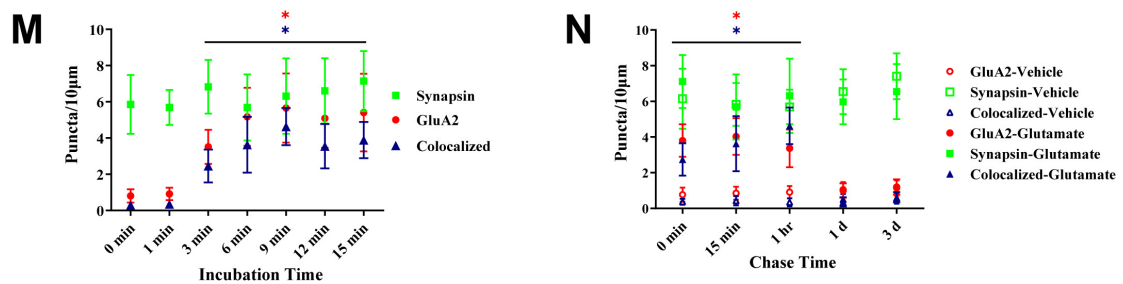 M
*
*
10
8
6
4
2
0
Puncta/10μm
0 min
1 min
3 min
6 min
9 min
12 min
15 min
Incubation Time
Synapsin
GluA2
Colocalized
N
*
*
10
8
6
4
2
0
Puncta/10μm
0 min
15 min
1 hr
1 d
3 d
Chase Time
GluA2-Vehicle
Synapsin-Vehicle
Colocalized-Vehicle
GluA2-Glutamate
Synapsin-Glutamate
Colocalized-Glutamate